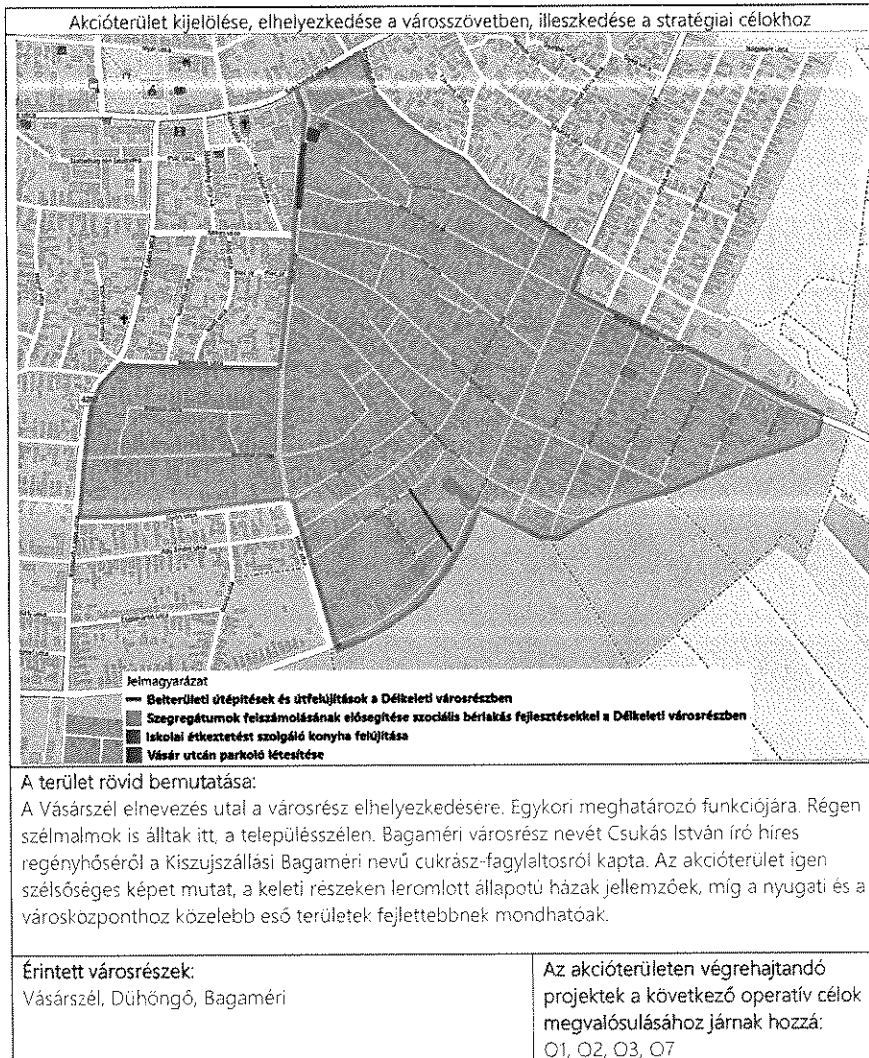 Akcióterület kijelölése, elhelyezkedése a városszövetben, illeszkedése a stratégiai célokhoz
Jelmagyarázat
Belterületi útépítések és útfelújítások a Délkeleti városrészben
Szegregátumok felszámolásának elősegítése szociális bérlakás fejlesztésekkel a Délkeleti városrészben
Iskolai étkeztetést szolgáló konyha felújítása
Vásár utcán parkoló létesítése
A terület rövid bemutatása:
A Vásárszél elnevezés utal a városrész elhelyezkedésére. Egykori meghatározó funkciójára. Régen
szélmalmok is álltak itt, a településszélen. Bagaméri városrész nevét Csukás István író híres
regényhőséről a Kiszujszállási Bagaméri nevű cukrász-fagylaltosról kapta. Az akcióterület igen
szélsőséges képet mutat, a keleti részeken leromlott állapotú házak jellemzőek, míg a nyugati és a
városközponthoz közelebb eső területek fejlettebbnek mondhatóak.
Érintett városrészek:
Vásárszél, Dühöngő, Bagaméri
Az akcióterületen végrehajtandó
projektek a következő operatív célok
megvalósulásához járnak hozzá:
O1, O2, O3, O7